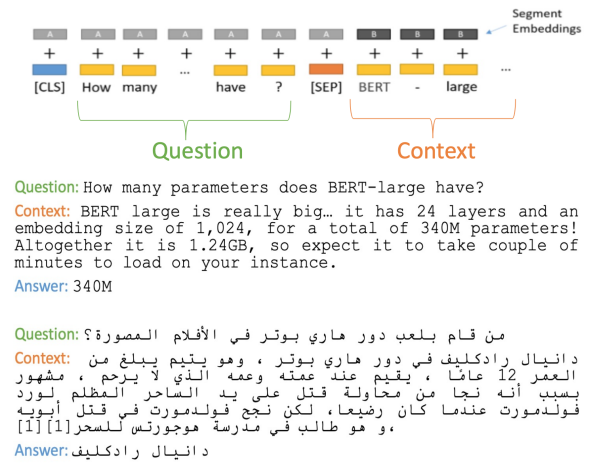 Segment
Embeddings
A A A A A A A B B B
+ + + + + + + + + +
[CLS] How many ... have ? [SEP] BERT - large ...
Question Context
Question: How many parameters does BERT-large have?
Context: BERT large is really big… it has 24 layers and an
embedding size of 1,024, for a total of 340M parameters!
Altogether it is 1.24GB, so expect it to take couple of
minutes to load on your instance.
Answer: 340M
Question: من قام بلعب دور هاري بوتر في الأفلام المصورة؟
Context: دانيال رادكليف في دور هاري بوتر ، وهو يتيم يبلغ من
العمر 12 عامًا ، يقيم عند عمته وعمه الذي لا يرحم ، مشهور
بسبب أنه نجا من محاولة قتل على يد الساحر المظلم لورد
فولدمورت عندما كان رضيعا، لكن نجح فولدمورت في قتل أبويه
،و هو طالب في مدرسة هوجورتس للسحر[1][1]
Answer: دانيال رادكليف